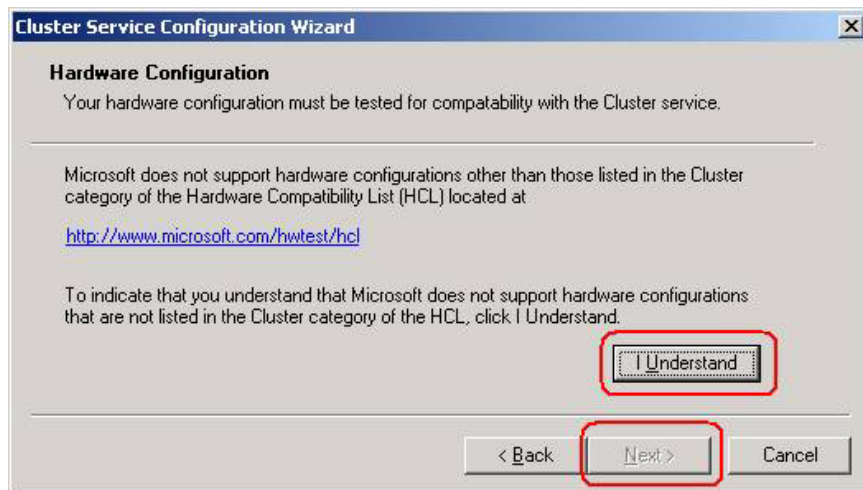 Cluster Service Configuration Wizard
Hardware Configuration
Your hardware configuration must be tested for compatability with the Cluster service.
Microsoft does not support hardware configurations other than those listed in the Cluster
category of the Hardware Compatibility List (HCL) located at
http://www.microsoft.com/hwtest/hcl
To indicate that you understand that Microsoft does not support hardware configurations
that are not listed in the Cluster category of the HCL, click I Understand.
I Understand
< Back Next > Cancel